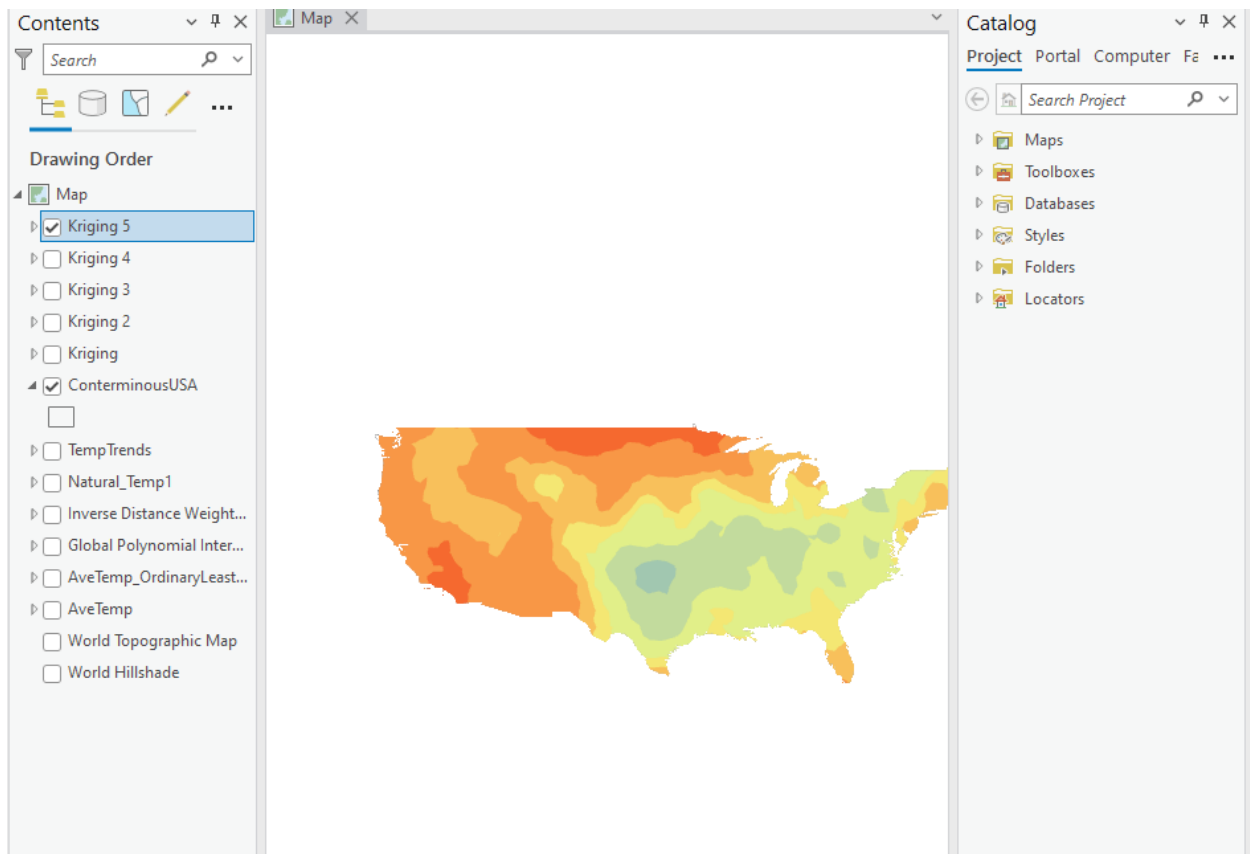 Contents
Search
Drawing Order
Map
Kriging 5
Kriging 4
Kriging 3
Kriging 2
Kriging
ConterminousUSA
TempTrends
Natural_Temp1
Inverse Distance Weight...
Global Polynomial Inter...
AveTemp_OrdinaryLeast...
AveTemp
World Topographic Map
World Hillshade
Map
Catalog
Project Portal Computer Fa
Search Project
Maps
Toolboxes
Databases
Styles
Folders
Locators